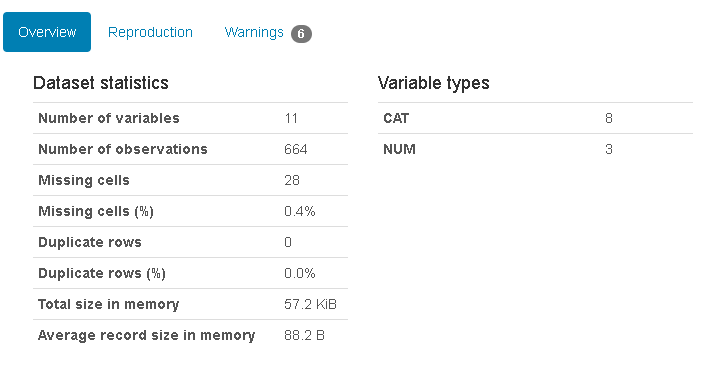 Overview Reproduction Warnings 6
Dataset statistics Variable types
Number of variables 11 CAT 8
Number of observations 664 NUM 3
Missing cells 28
Missing cells (%) 0.4%
Duplicate rows 0
Duplicate rows (%) 0.0%
Total size in memory 57.2 KiB
Average record size in memory 88.2 B